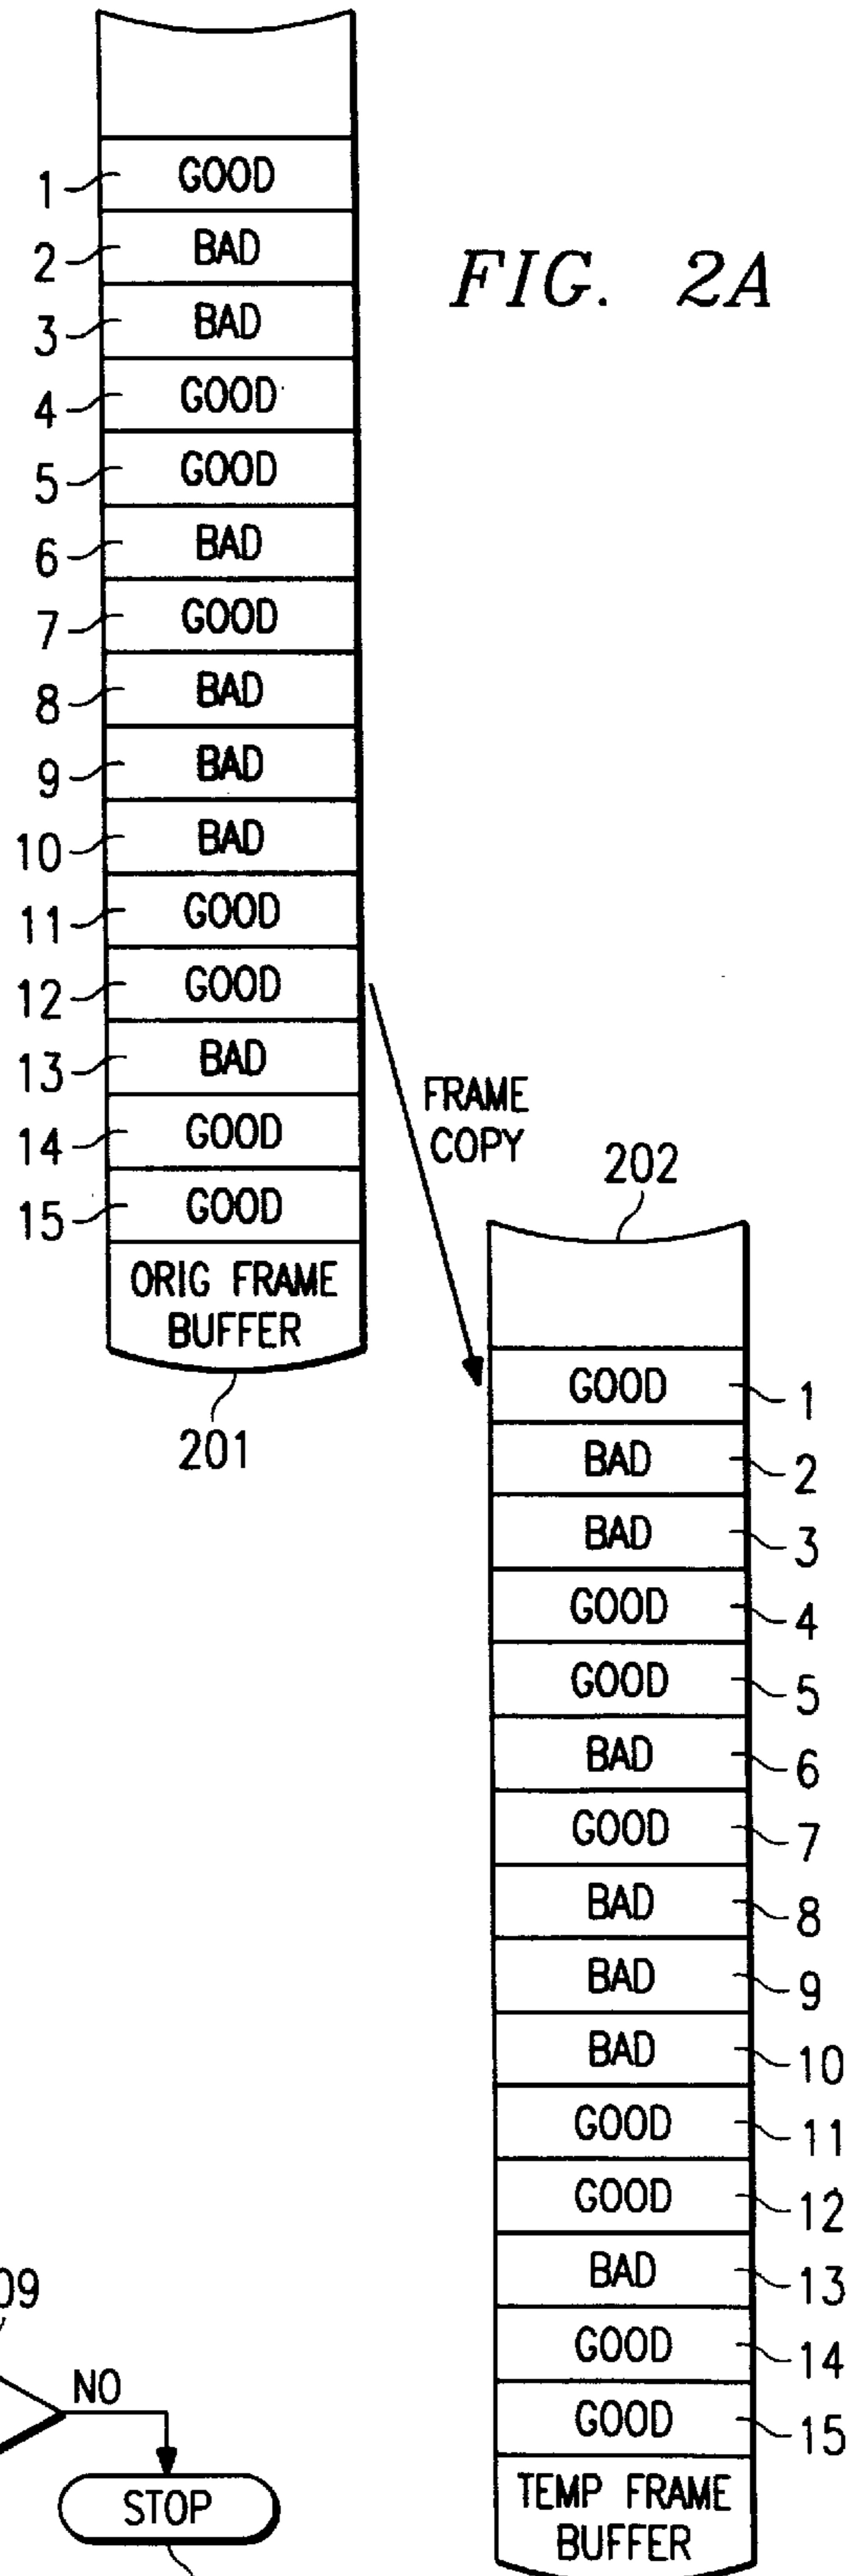 FIG. 2A
1 GOOD
2 BAD
3 BAD
4 GOOD
5 GOOD
6 BAD
7 GOOD
8 BAD
9 BAD
10 BAD
11 GOOD
12 GOOD
13 BAD
14 GOOD
15 GOOD
ORIG FRAME
BUFFER
201
FRAME
COPY
202
GOOD 1
BAD 2
BAD 3
GOOD 4
GOOD 5
BAD 6
GOOD 7
BAD 8
BAD 9
BAD 10
GOOD 11
GOOD 12
BAD 13
GOOD 14
GOOD 15
TEMP FRAME
BUFFER
09
NO
STOP